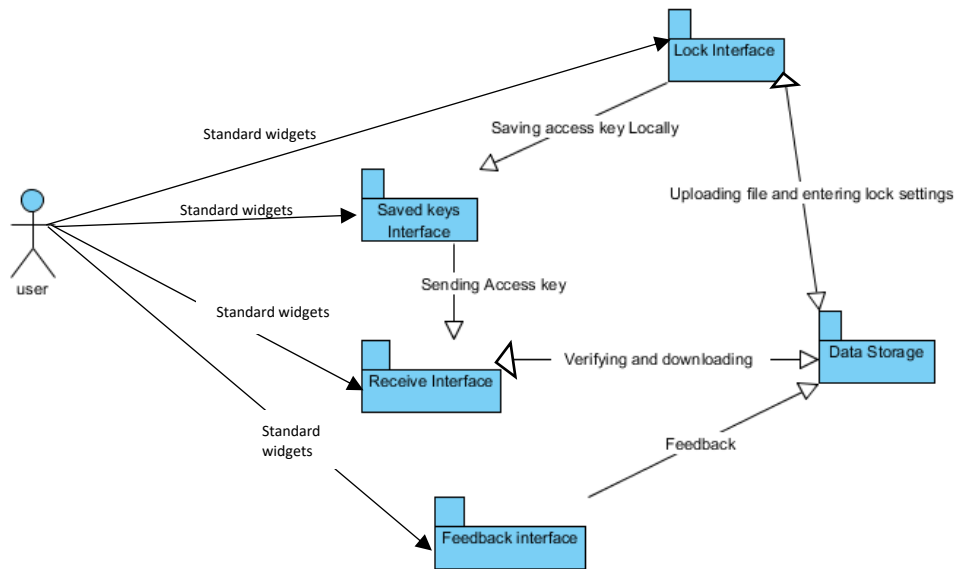 Lock Interface
Standard widgets
Saving access key Locally
Uploading file and entering lock settings
Standard widgets
Saved keys
Interface
user
Sending Access key
Standard widgets
Data Storage
Verifying and downloading
Receive Interface
Standard
widgets
Feedback
Feedback interface